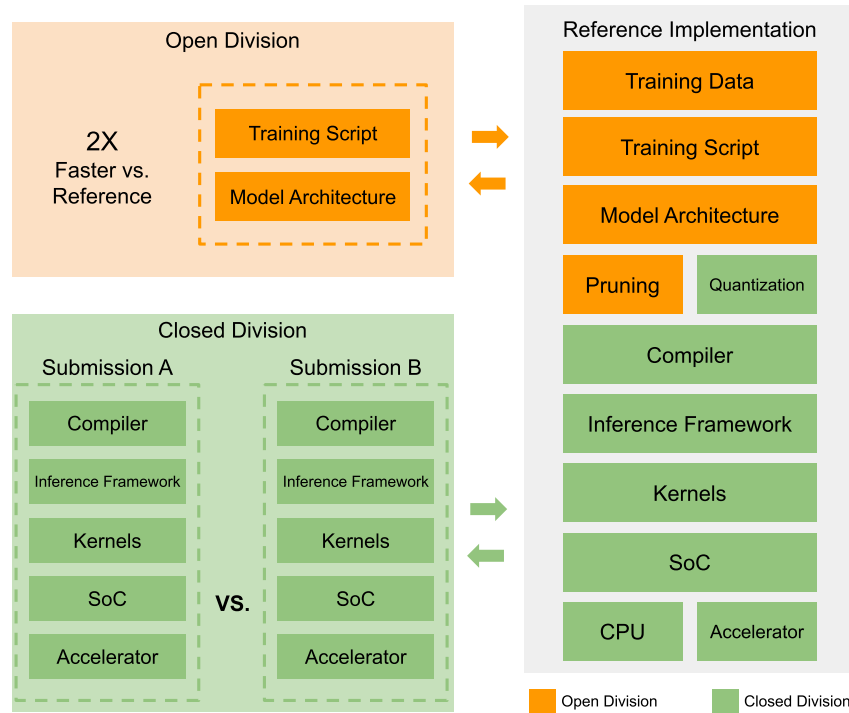 Open Division
2X
Faster vs.
Reference
Training Script
Model Architecture
Closed Division
Submission A
Compiler
Inference Framework
Kernels
SoC
Accelerator
VS.
Submission B
Compiler
Inference Framework
Kernels
SoC
Accelerator
Reference Implementation
Training Data
Training Script
Model Architecture
Pruning
Quantization
Compiler
Inference Framework
Kernels
SoC
CPU
Accelerator
Open Division
Closed Division